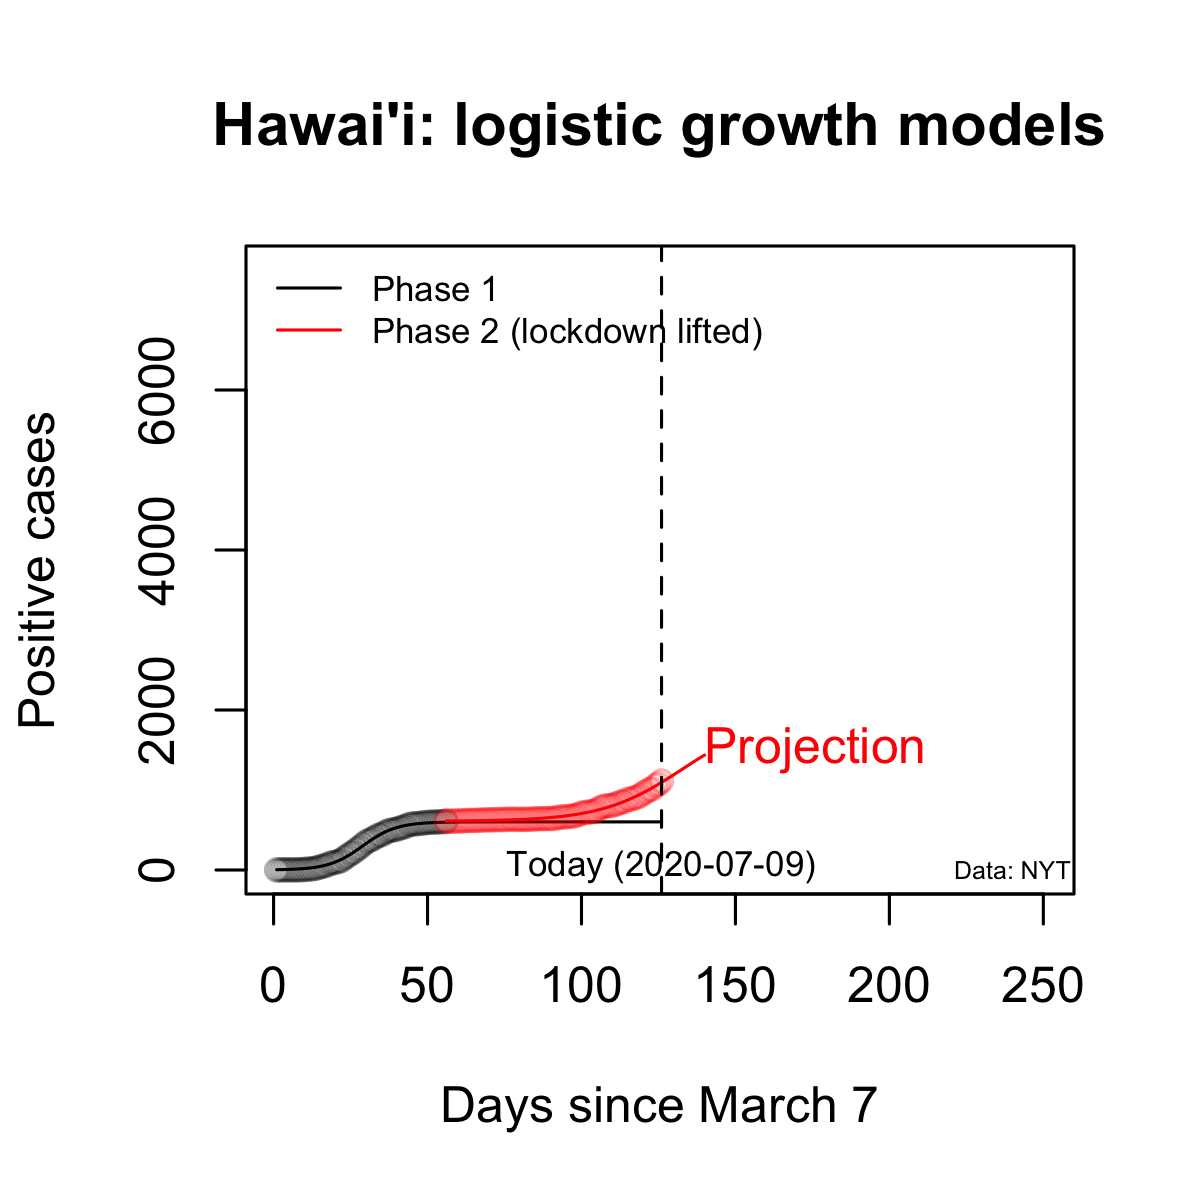 Hawai'i: logistic growth models
Phase 1
Phase 2 (lockdown lifted)
Positive cases
6000
4000
2000
0
Projection
Today (2020-07-09)
Data: NYT
0 50 100 150 200 250
Days since March 7